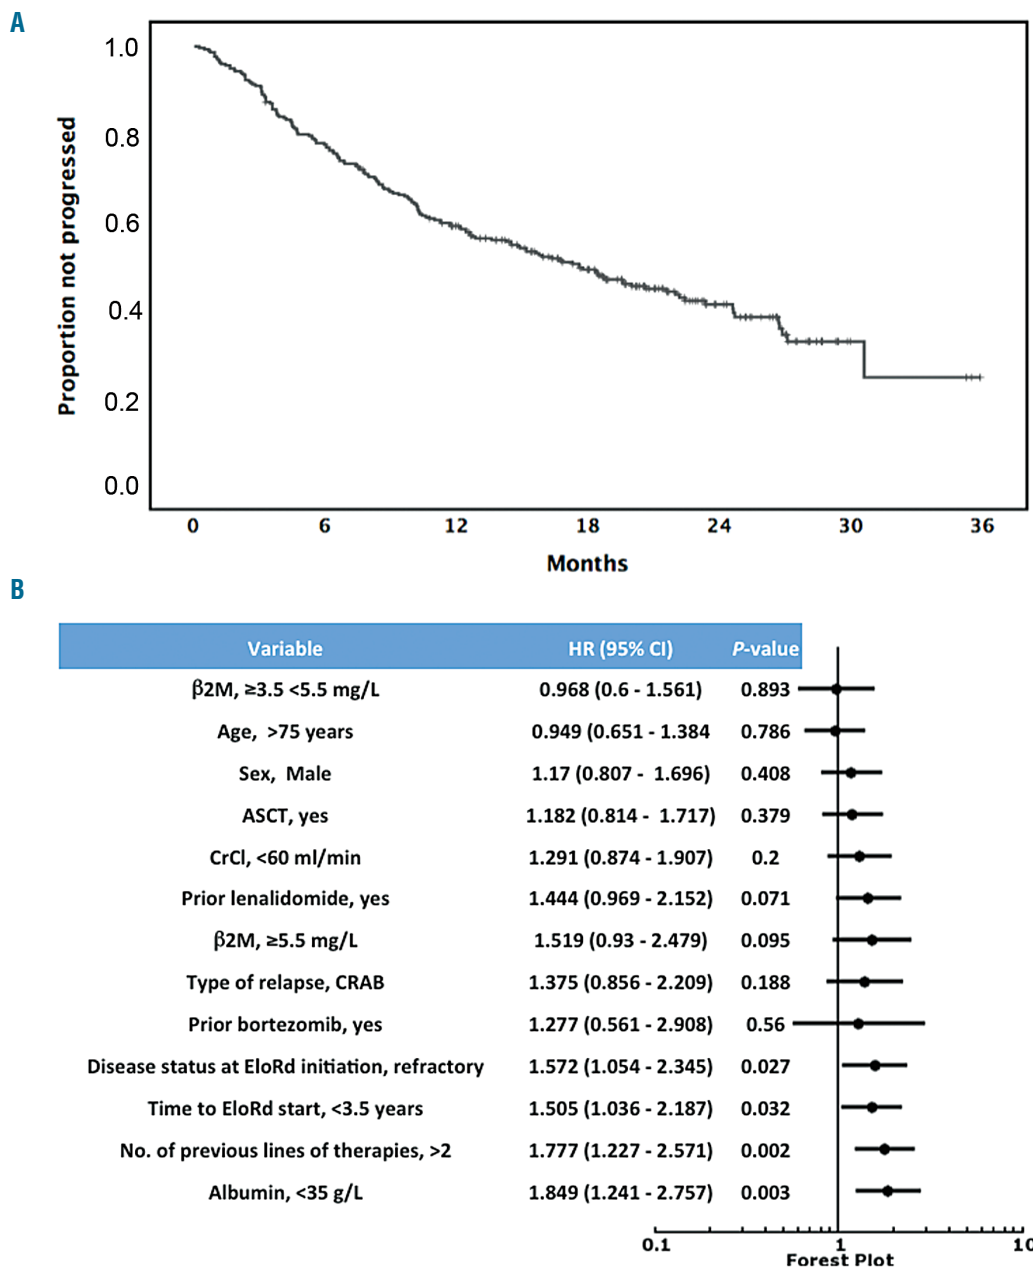 A
1.0
0.8
0.6
0.4
0.2
0.0
Proportion not progressed
0 6 12 18 24 30 36
Months
B
Variable HR (95% CI) P-value
β2M, ≥3.5 <5.5 mg/L 0.968 (0.6 - 1.561) 0.893
Age, >75 years 0.949 (0.651 - 1.384 0.786
Sex, Male 1.17 (0.807 - 1.696) 0.408
ASCT, yes 1.182 (0.814 - 1.717) 0.379
CrCl, <60 ml/min 1.291 (0.874 - 1.907) 0.2
Prior lenalidomide, yes 1.444 (0.969 - 2.152) 0.071
β2M, ≥5.5 mg/L 1.519 (0.93 - 2.479) 0.095
Type of relapse, CRAB 1.375 (0.856 - 2.209) 0.188
Prior bortezomib, yes 1.277 (0.561 - 2.908) 0.56
Disease status at EloRd initiation, refractory 1.572 (1.054 - 2.345) 0.027
Time to EloRd start, <3.5 years 1.505 (1.036 - 2.187) 0.032
No. of previous lines of therapies, >2 1.777 (1.227 - 2.571) 0.002
Albumin, <35 g/L 1.849 (1.241 - 2.757) 0.003
0.1 1 10
Forest Plot